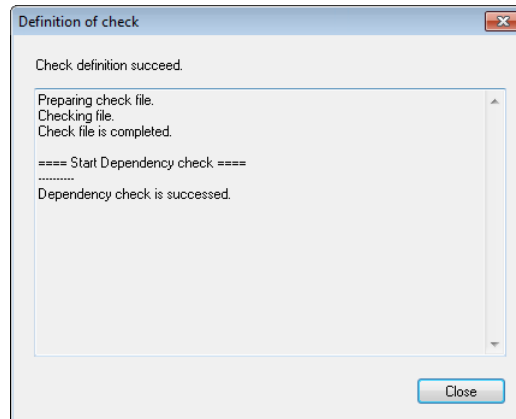 Definition of check
Check definition succeed.
Preparing check file.
Checking file.
Check file is completed.
==== Start Dependency check ====
----------
Dependency check is successed.
Close